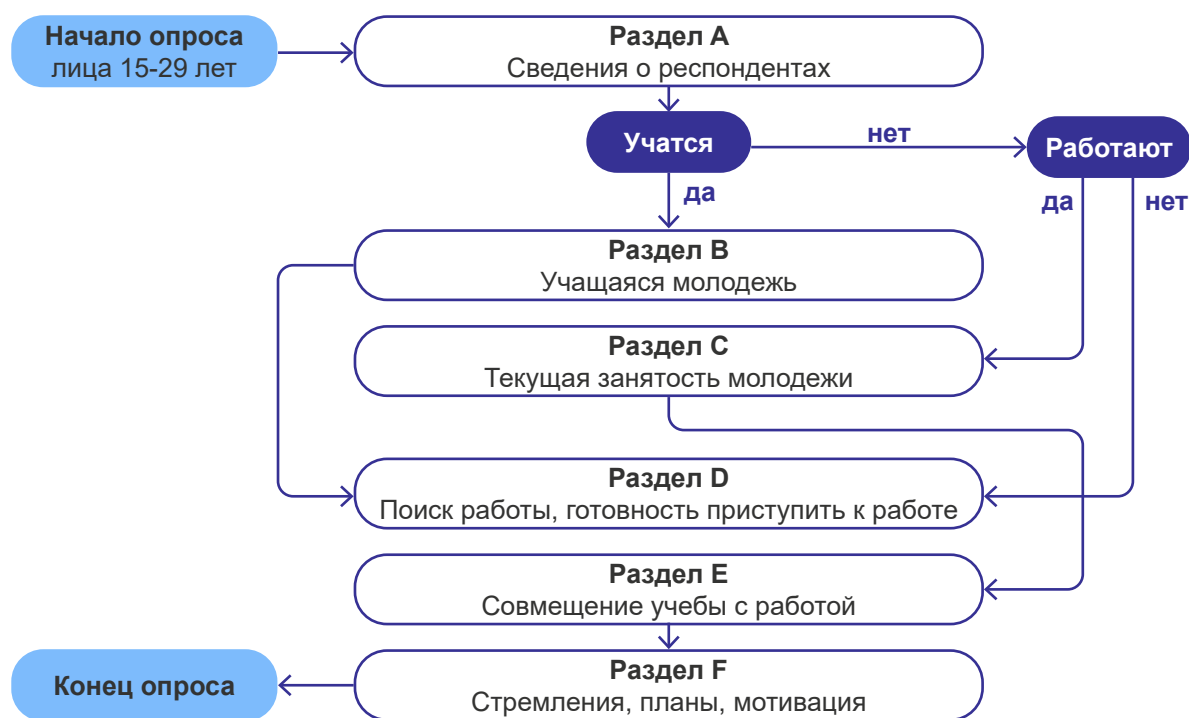 Начало опроса
лица 15-29 лет
Раздел A
Сведения о респондентах
Учатся
нет
Работают
да
да
нет
Раздел B
Учащаяся молодежь
Раздел C
Текущая занятость молодежи
Раздел D
Поиск работы, готовность приступить к работе
Раздел E
Совмещение учебы с работой
Раздел F
Стремления, планы, мотивация
Конец опроса